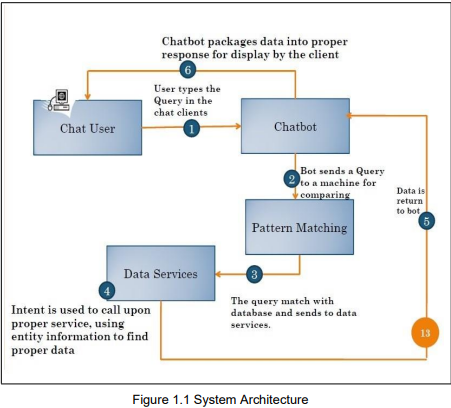 Chatbot packages data into proper
response for display by the client
6
User types the
Query in the
chat clients
Chat User
1
Chatbot
2
Bot sends a Query
to a machine for
comparing
Data is
return
to bot
5
Pattern Matching
Data Services
3
4
The query match with
database and sends to data
services.
Intent is used to call upon
proper service, using
entity information to find
proper data
13
Figure 1.1 System Architecture